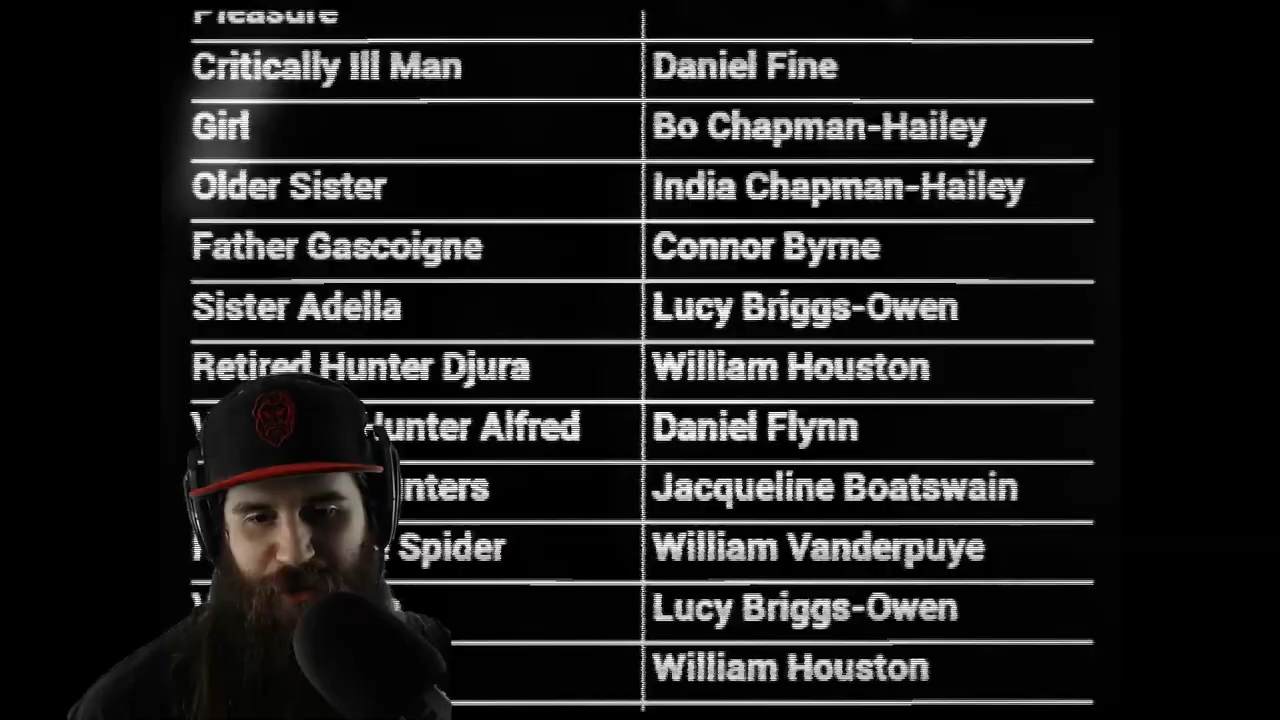 Pleasure
Critically Ill Man Daniel Fine
Girl Bo Chapman-Hailey
Older Sister India Chapman-Hailey
Father Gascoigne Connor Byrne
Sister Adella Lucy Briggs-Owen
Retired Hunter Djura William Houston
Hunter Alfred Daniel Flynn
Jacqueline Boatswain
Spider William Vanderpuye
Lucy Briggs-Owen
William Houston